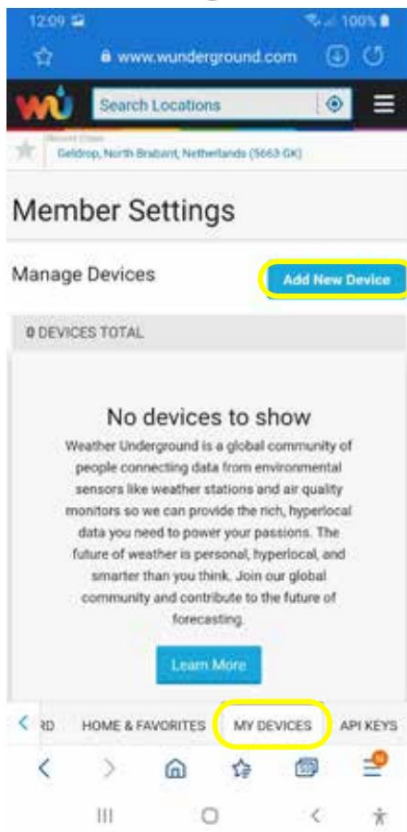 12:09 100%
www.wunderground.com
wu Search Locations
Geldrop, North Brabant, Netherlands (5663 GK)
Member Settings
Manage Devices Add New Device
0 DEVICES TOTAL
No devices to show
Weather Underground is a global community of
people connecting data from environmental
sensors like weather stations and air quality
monitors so we can provide the rich, hyperlocal
data you need to power your passions. The
future of weather is personal, hyperlocal, and
smarter than you think. Join our global
community and contribute to the future of
forecasting.
Learn More
RD HOME & FAVORITES MY DEVICES API KEYS